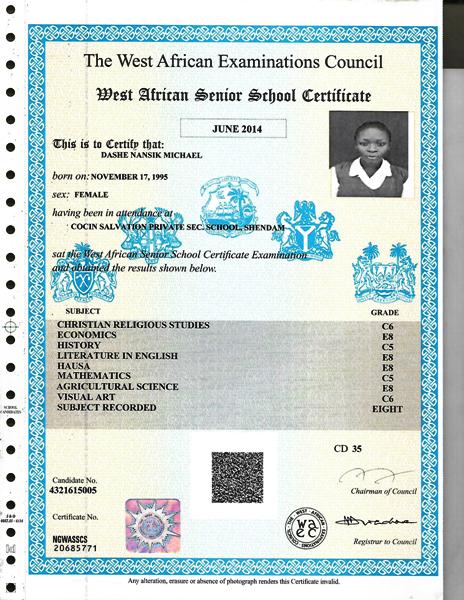 The West African Examinations Council
West African Senior School Certificate
JUNE 2014
This is to Certify that:
DASHE NANSIK MICHAEL
born on: NOVEMBER 17, 1995
sex: FEMALE
having been in attendance at
COCIN SALVATION PRIVATE SEC. SCHOOL, SHENDAM
sat the West African Senior School Certificate Examination
and obtained the results shown below.
SUBJECT GRADE
CHRISTIAN RELIGIOUS STUDIES C6
ECONOMICS E8
HISTORY C5
LITERATURE IN ENGLISH E8
HAUSA E8
MATHEMATICS C5
AGRICULTURAL SCIENCE E8
VISUAL ART C6
SUBJECT RECORDED EIGHT
SCHOOL
CANDIDATES
CD 35
Candidate No.
4321615005
Chairman of Council
Certificate No.
NGWASSCS
20685771
Registrar to Council
Any alteration, erasure or absence of photograph renders this Certificate invalid.